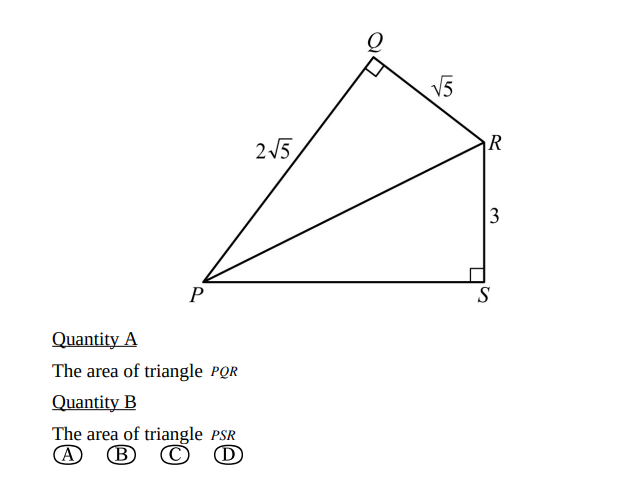 Q
√5
R
2√5
3
P
S
Quantity A
The area of triangle PQR
Quantity B
The area of triangle PSR
A B C D